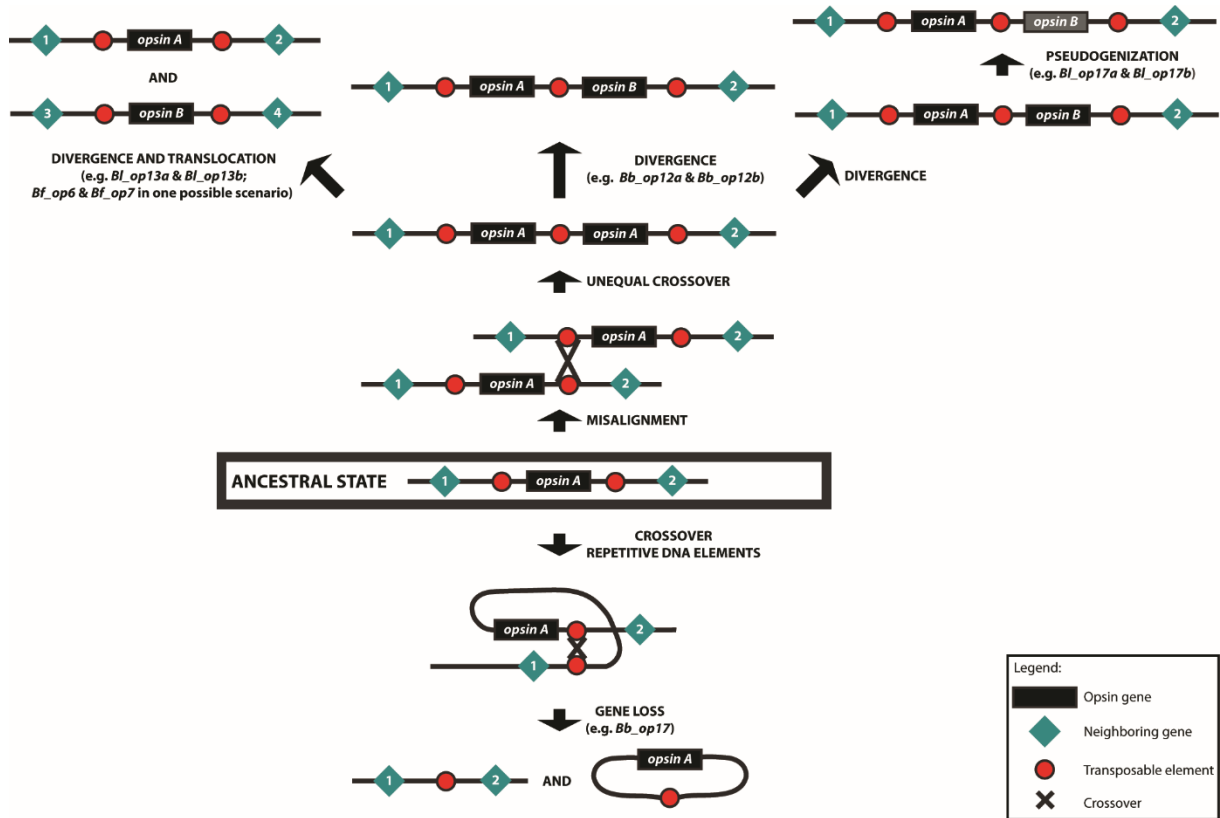 1 opsin A 2
AND
3 opsin B 4
DIVERGENCE AND TRANSLOCATION
(e.g. Bl_op13a & Bl_op13b;
Bf_op6 & Bf_op7 in one possible scenario)
1 opsin A opsin B 2
DIVERGENCE
(e.g. Bb_op12a & Bb_op12b)
1 opsin A opsin B 2
PSEUDOGENIZATION
(e.g. Bl_op17a & Bl_op17b)
1 opsin A opsin B 2
DIVERGENCE
1 opsin A opsin A 2
UNEQUAL CROSSOVER
1 opsin A 2
1 opsin A 2
MISALIGNMENT
ANCESTRAL STATE 1 opsin A 2
CROSSOVER
REPETITIVE DNA ELEMENTS
opsin A 2
1
GENE LOSS
(e.g. Bb_op17)
1 2 AND opsin A
Legend:
Opsin gene
Neighboring gene
Transposable element
Crossover